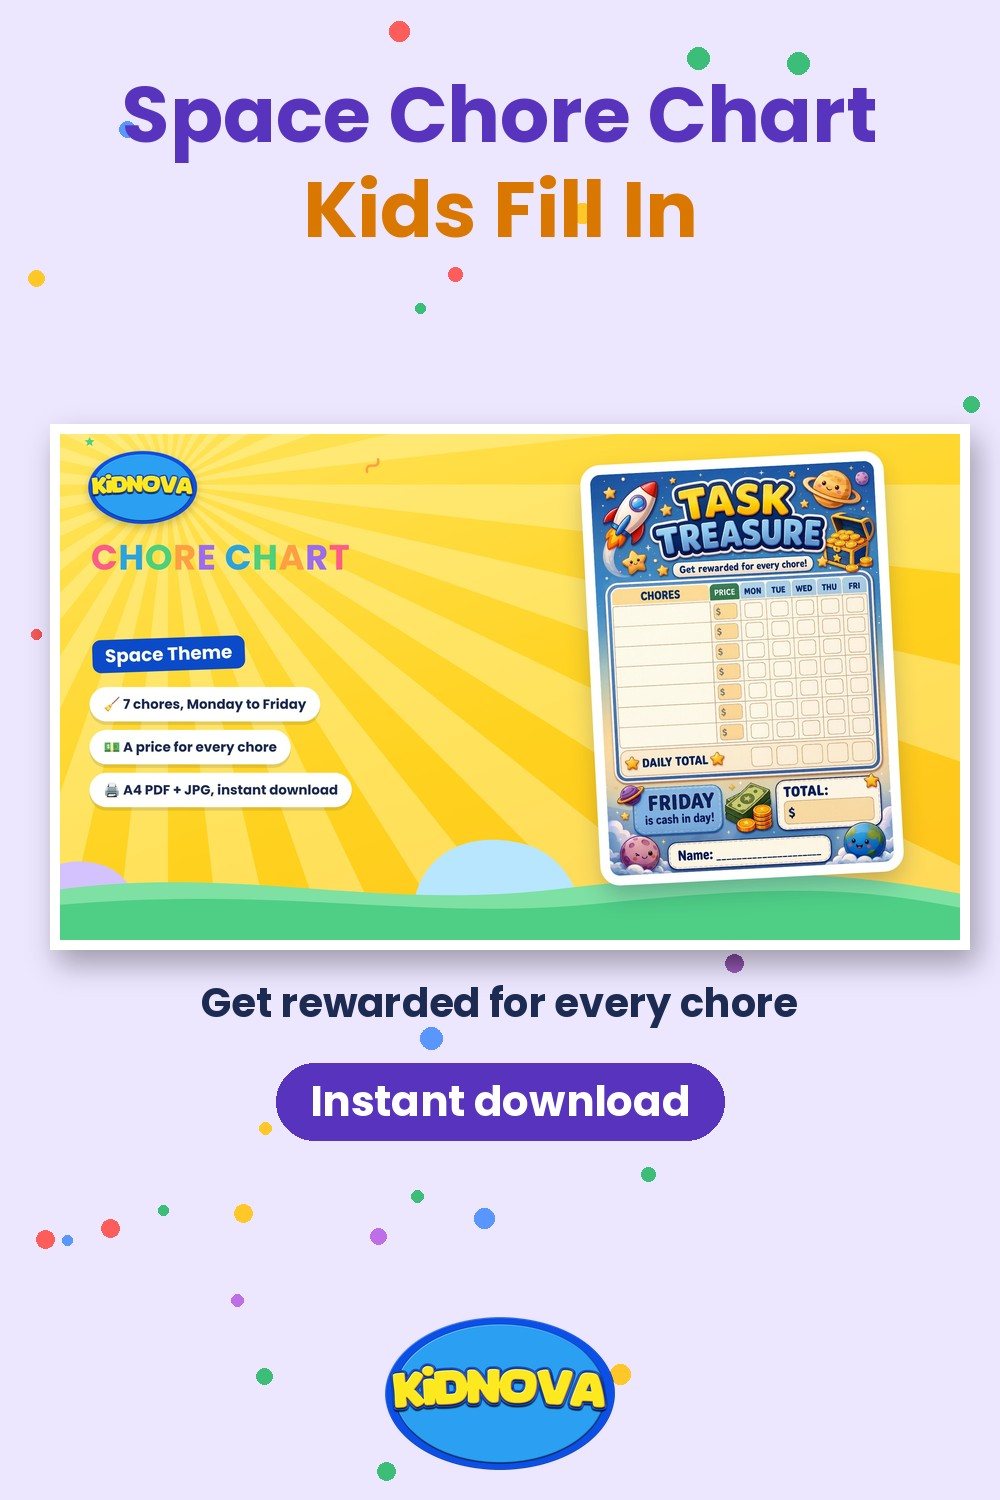 Space Chore Chart
Kids Fill In
KiDNOVA
CHORE CHART
Space Theme
7 chores, Monday to Friday
A price for every chore
A4 PDF + JPG, instant download
TASK
TREASURE
Get rewarded for every chore!
CHORES PRICE MON TUE WED THU FRI
$
$
$
$
$
$
$
DAILY TOTAL
FRIDAY
is cash in day!
TOTAL:
$
Name: ____________________
Get rewarded for every chore
Instant download
KiDNOVA